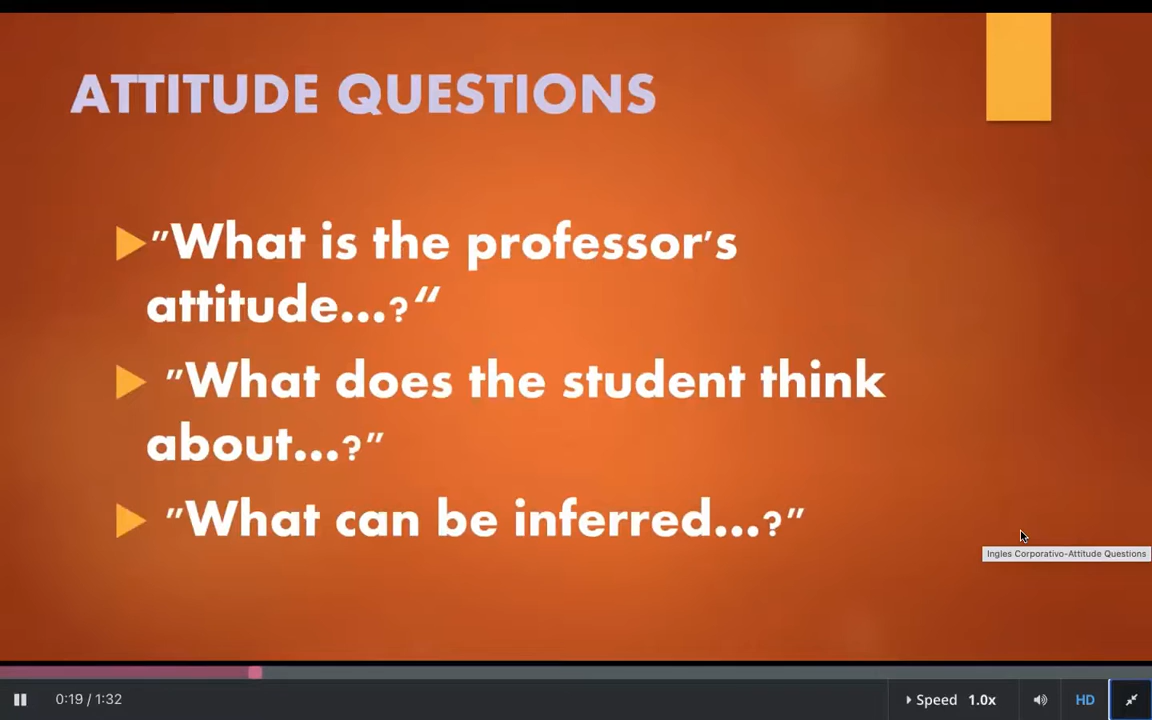 ATTITUDE QUESTIONS
"What is the professor's
attitude...?“
"What does the student think
about...?"
"What can be inferred...?"
Ingles Corporativo-Attitude Questions
0:19 / 1:32
Speed 1.0x
HD